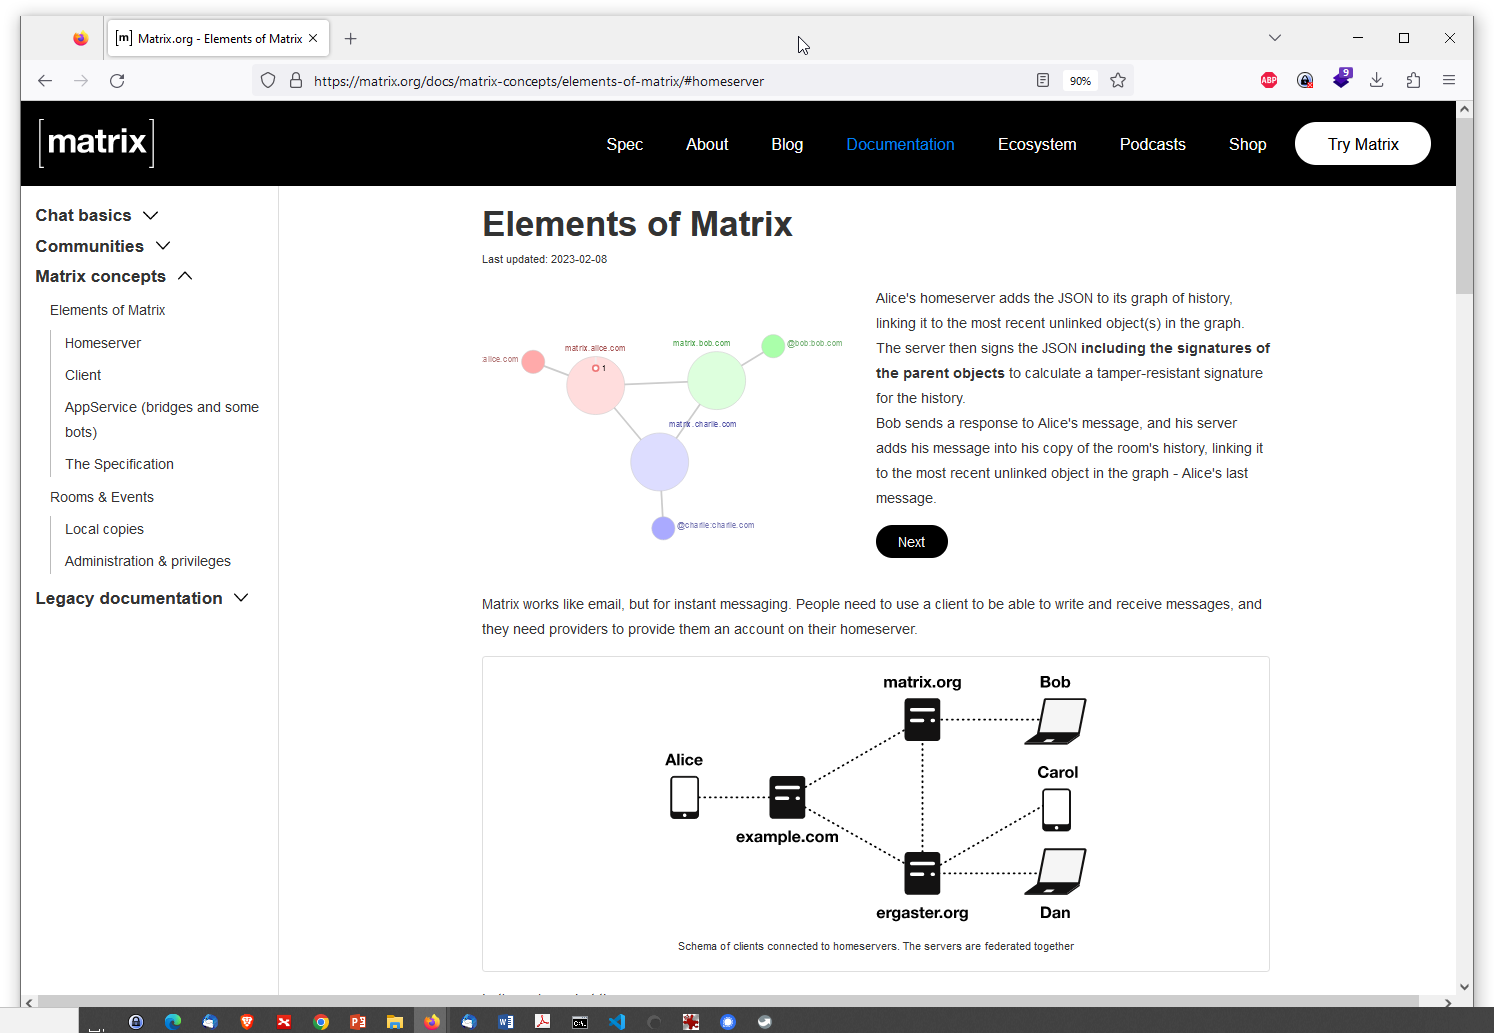 [m] Matrix.org - Elements of Matrix
https://matrix.org/docs/matrix-concepts/elements-of-matrix/#homeserver
90%
ABP
9
[matrix]
Spec
About
Blog
Documentation
Ecosystem
Podcasts
Shop
Try Matrix
Chat basics
Communities
Matrix concepts
Elements of Matrix
Homeserver
Client
AppService (bridges and some
bots)
The Specification
Rooms & Events
Local copies
Administration & privileges
Legacy documentation
Elements of Matrix
Last updated: 2023-02-08
:alice.com
matrix.alice.com
1
matrix.bob.com
@bob:bob.com
matrix.charlie.com
@charlie:charlie.com
Alice's homeserver adds the JSON to its graph of history,
linking it to the most recent unlinked object(s) in the graph.
The server then signs the JSON including the signatures of
the parent objects to calculate a tamper-resistant signature
for the history.
Bob sends a response to Alice's message, and his server
adds his message into his copy of the room's history, linking it
to the most recent unlinked object in the graph - Alice's last
message.
Next
Matrix works like email, but for instant messaging. People need to use a client to be able to write and receive messages, and
they need providers to provide them an account on their homeserver.
matrix.org
Bob
Alice
Carol
example.com
ergaster.org
Dan
Schema of clients connected to homeservers. The servers are federated together